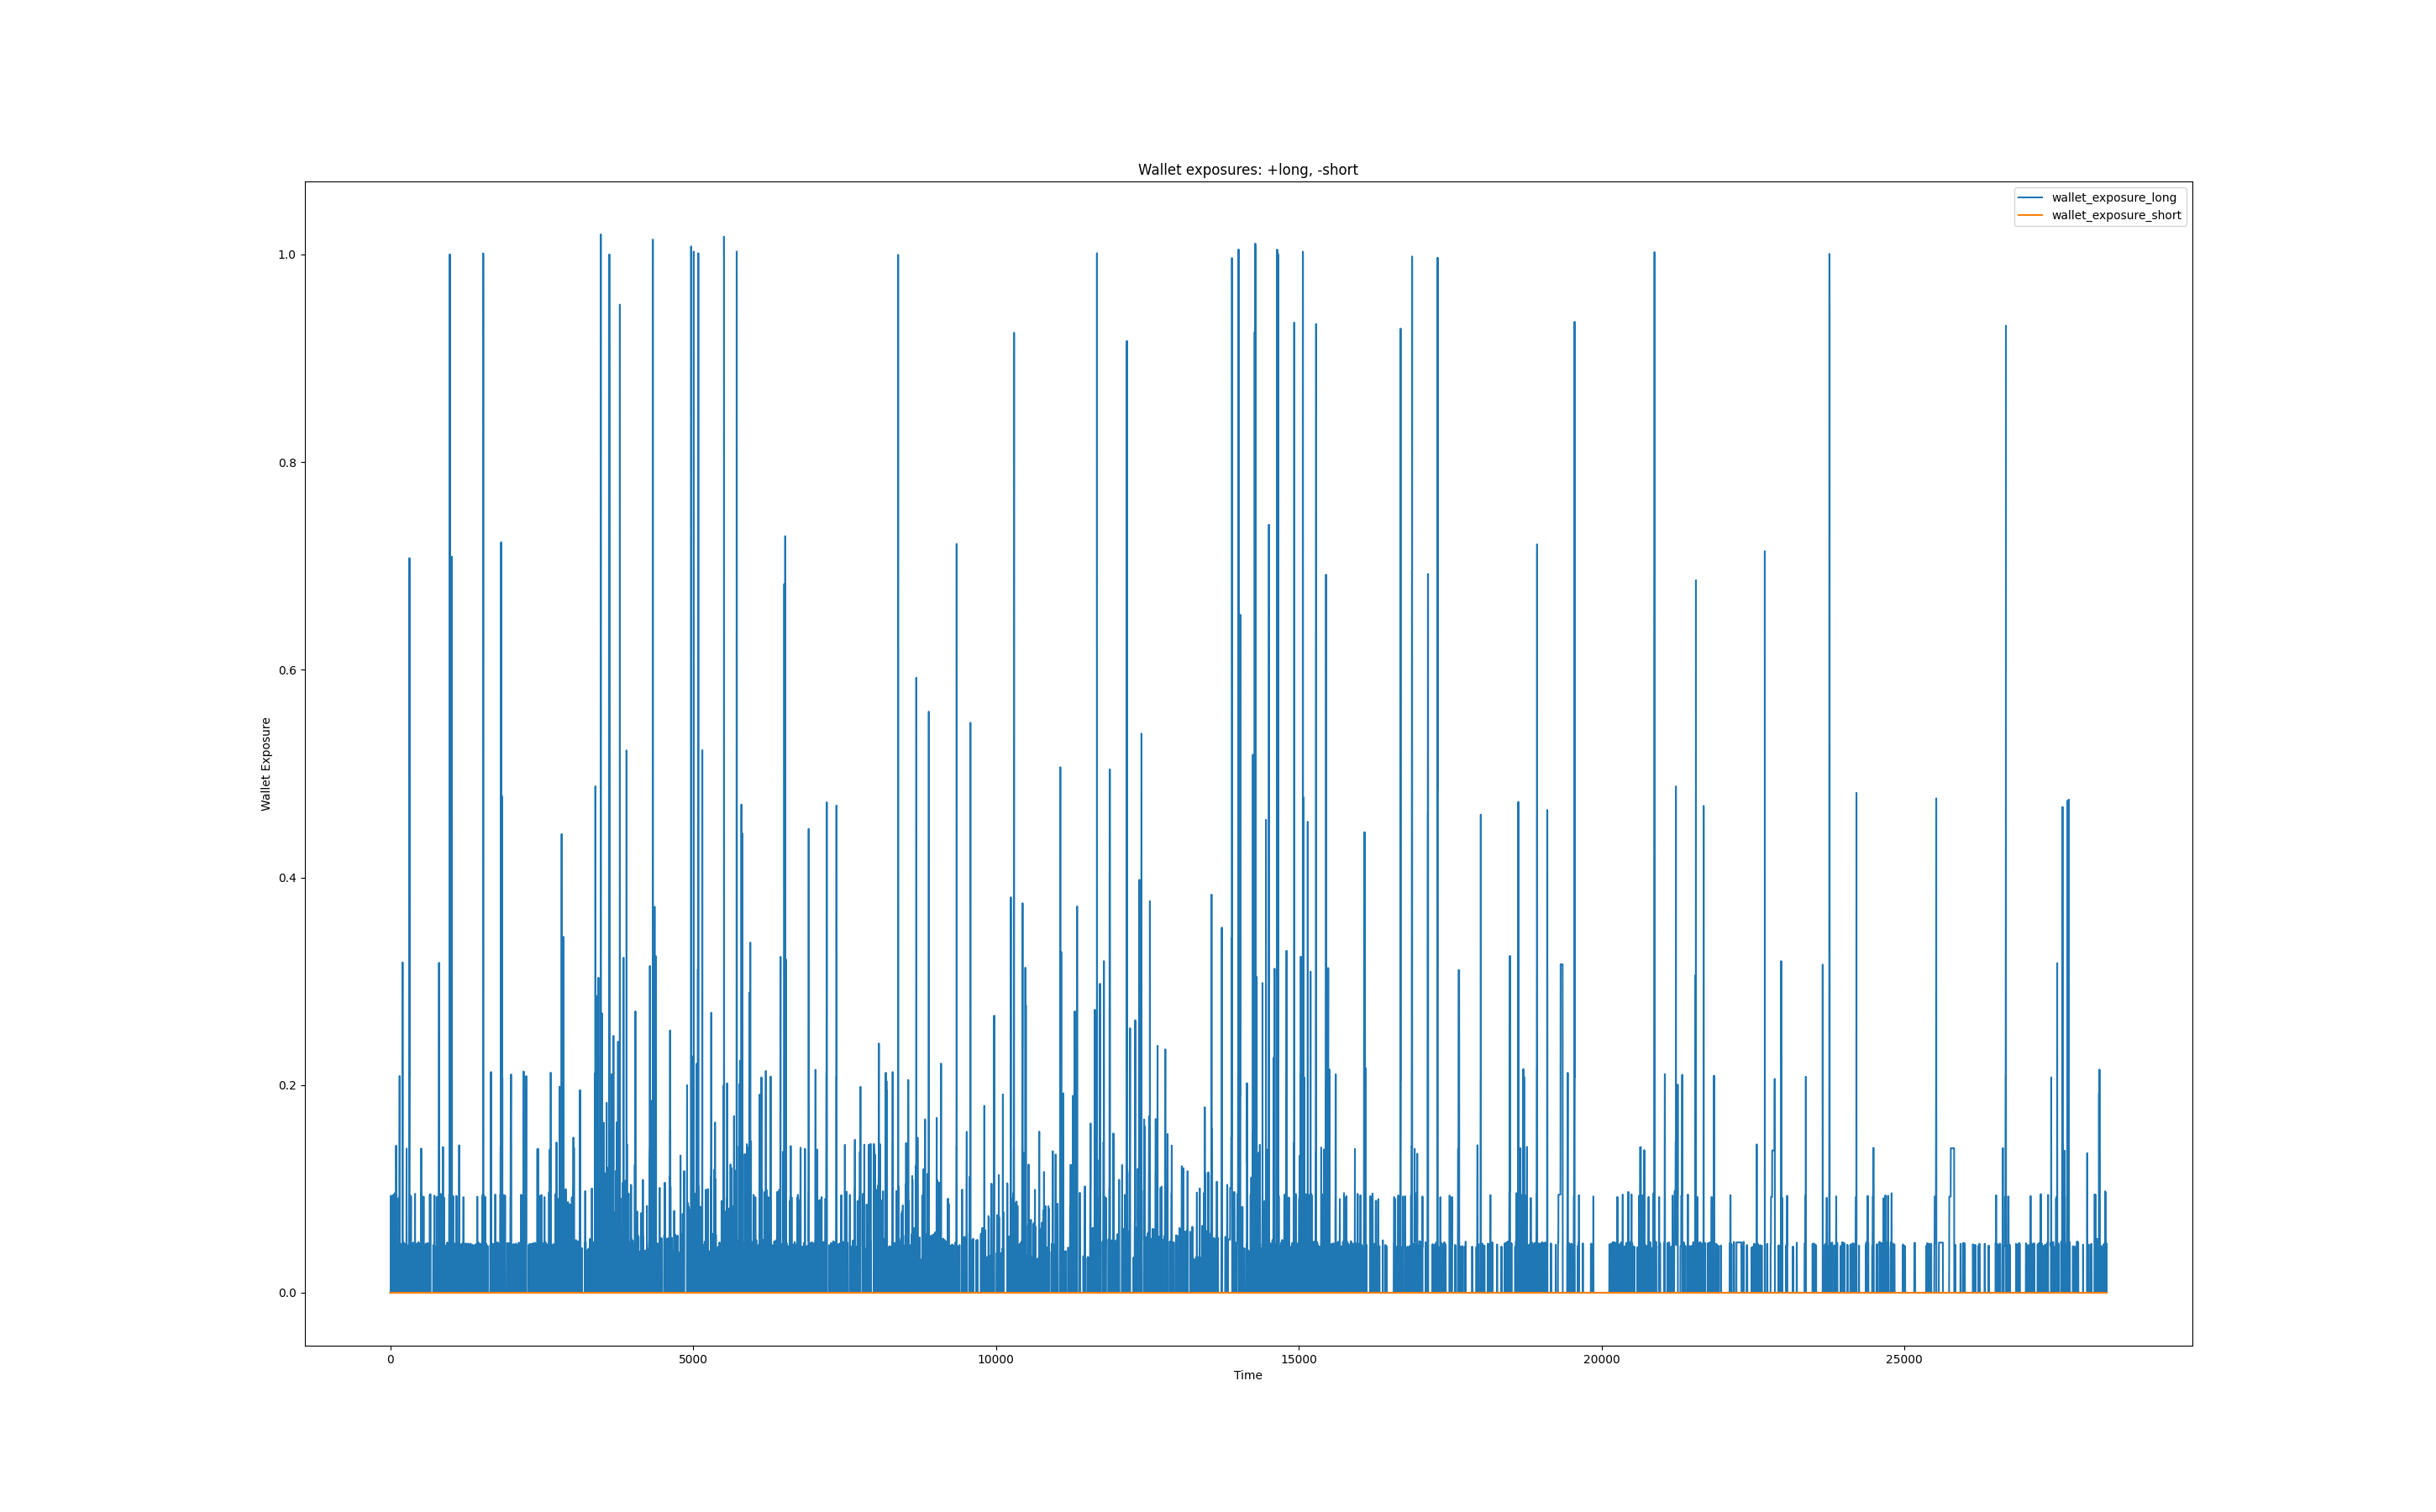 Wallet exposures: +long, -short
wallet_exposure_long
wallet_exposure_short
1.0
0.8
0.6
0.4
0.2
0.0
Wallet Exposure
0 5000 10000 15000 20000 25000
Time